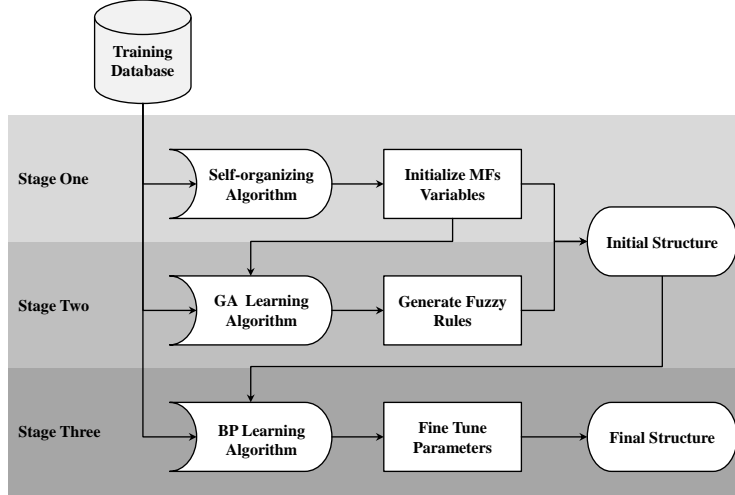 Training
Database
Stage One
Self-organizing
Algorithm
Initialize MFs
Variables
Initial Structure
Stage Two
GA Learning
Algorithm
Generate Fuzzy
Rules
Stage Three
BP Learning
Algorithm
Fine Tune
Parameters
Final Structure